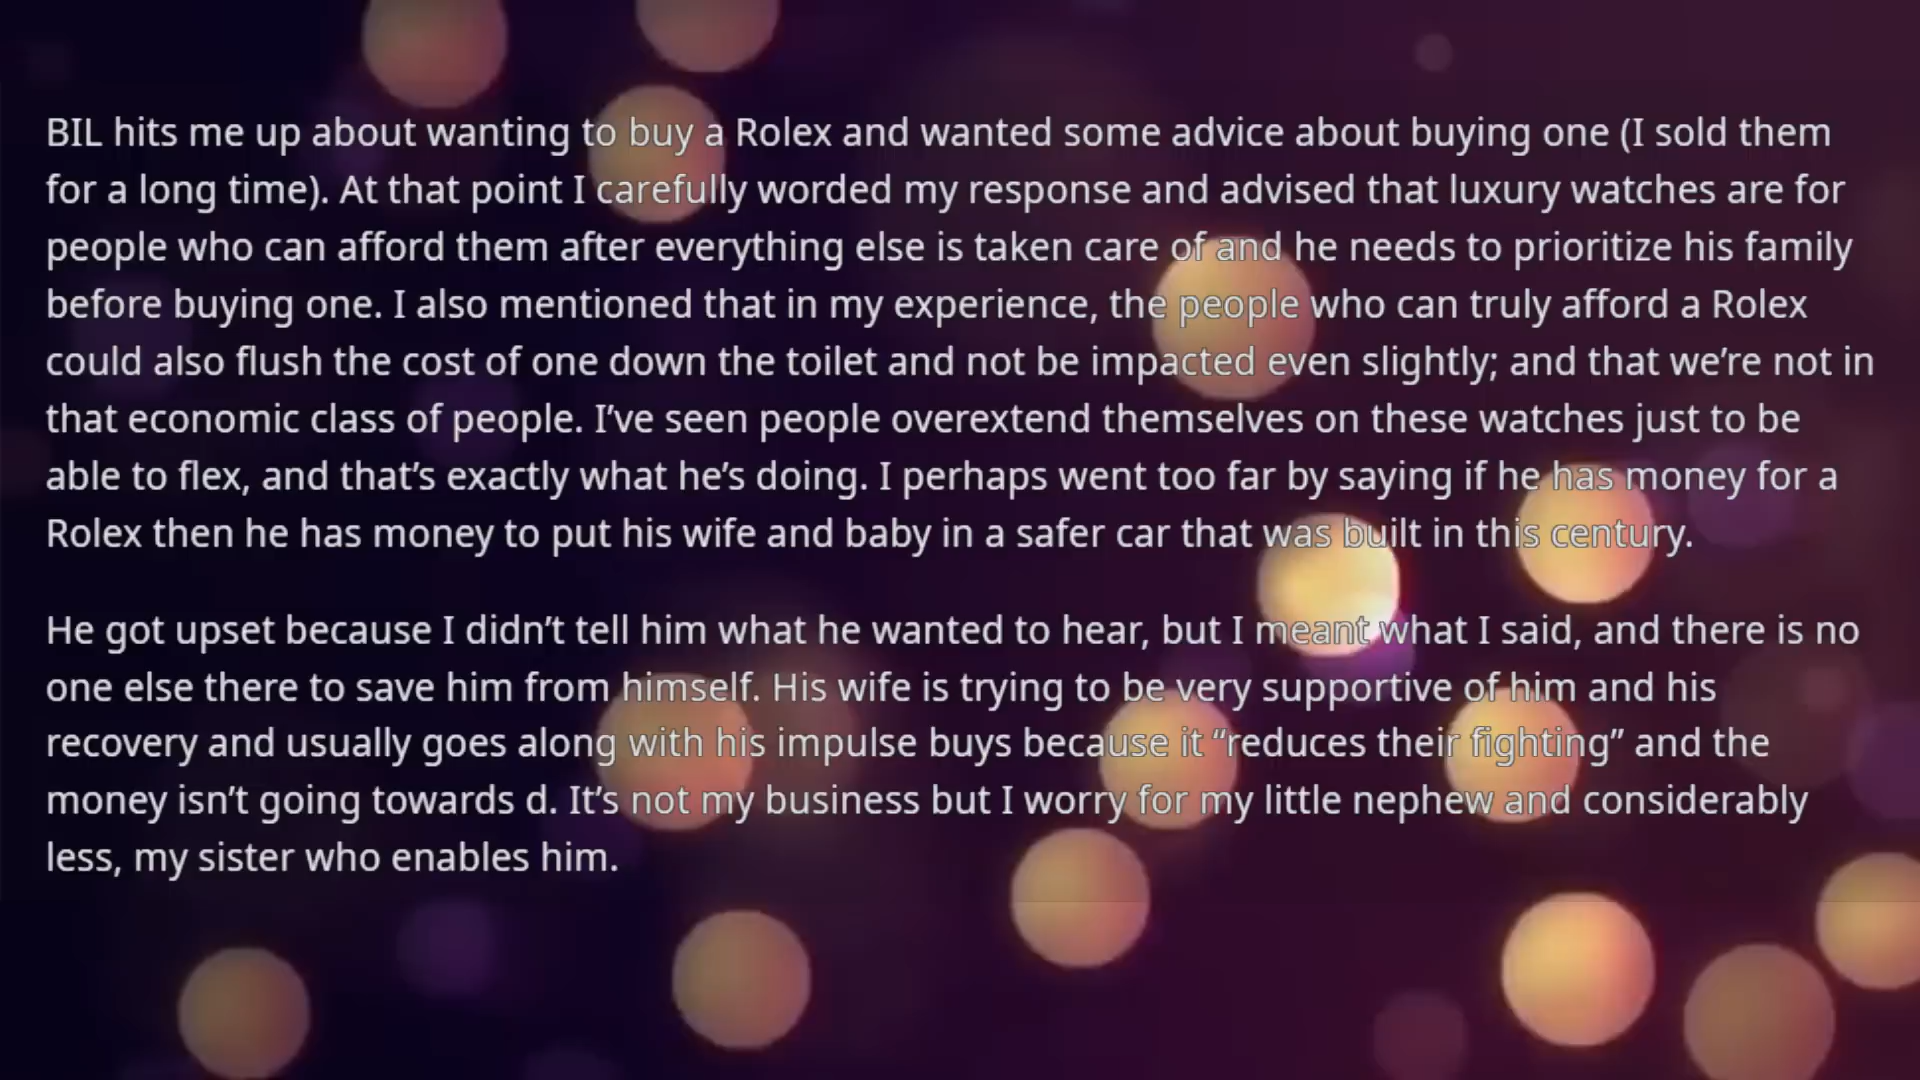 BIL hits me up about wanting to buy a Rolex and wanted some advice about buying one (I sold them
for a long time). At that point I carefully worded my response and advised that luxury watches are for
people who can afford them after everything else is taken care of and he needs to prioritize his family
before buying one. I also mentioned that in my experience, the people who can truly afford a Rolex
could also flush the cost of one down the toilet and not be impacted even slightly; and that we’re not in
that economic class of people. I’ve seen people overextend themselves on these watches just to be
able to flex, and that’s exactly what he’s doing. I perhaps went too far by saying if he has money for a
Rolex then he has money to put his wife and baby in a safer car that was built in this century.
He got upset because I didn’t tell him what he wanted to hear, but I meant what I said, and there is no
one else there to save him from himself. His wife is trying to be very supportive of him and his
recovery and usually goes along with his impulse buys because it “reduces their fighting” and the
money isn’t going towards d. It’s not my business but I worry for my little nephew and considerably
less, my sister who enables him.